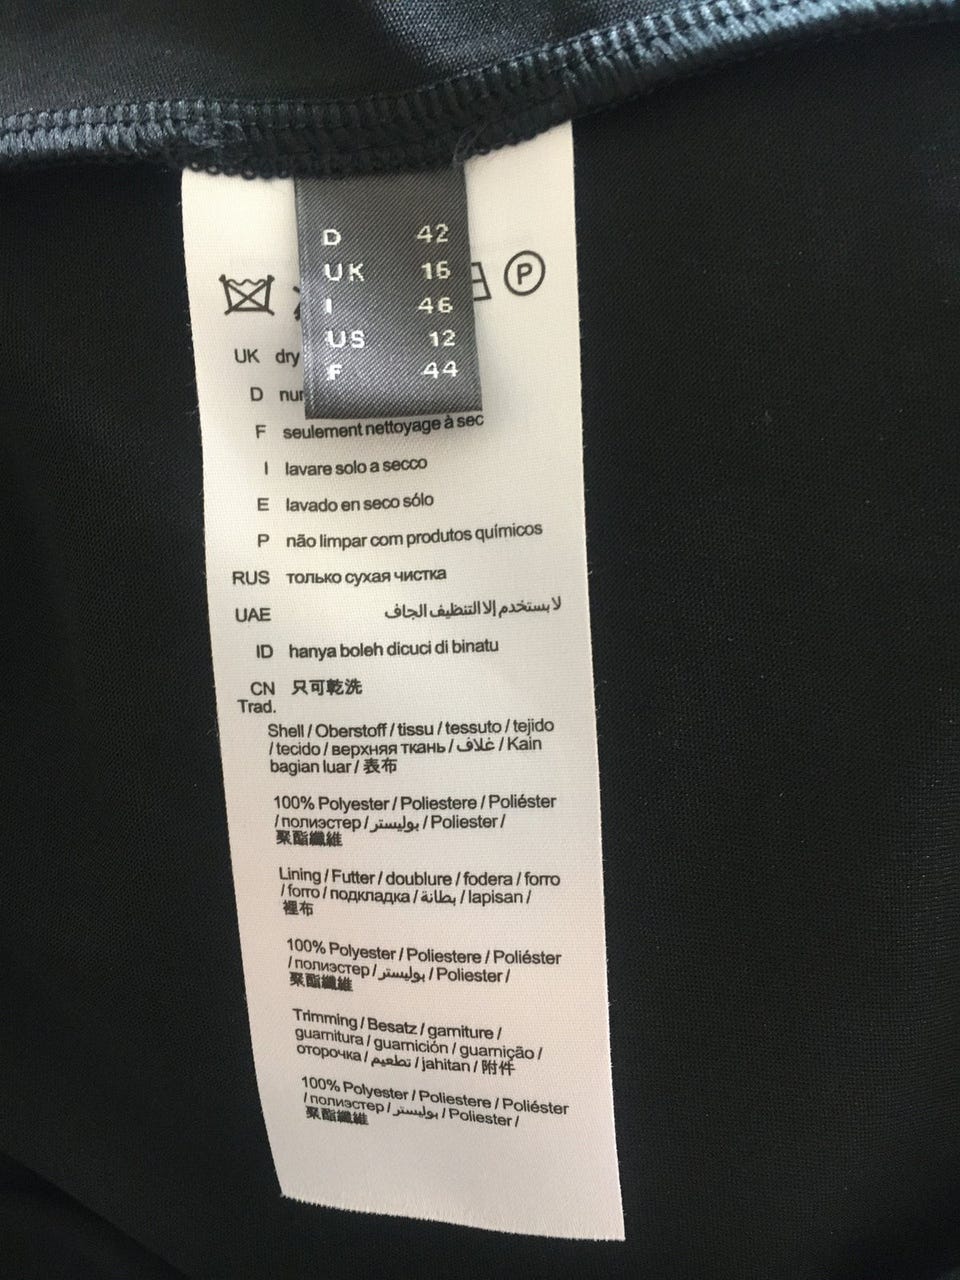 D 42
UK 16
I 46
US 12
F 44
P
UK dry
D
F seulement nettoyage à sec
I lavare solo a secco
E lavado en seco sólo
P não limpar com produtos químicos
RUS только сухая чистка
UAE لا يستخدم إلا التنظيف الجاف
ID hanya boleh dicuci di binatu
CN 只可乾洗
Trad.
Shell / Oberstoff / tissu / tessuto / tejido
/ tecido / верхняя ткань / غلاف / Kain
bagian luar / 表布
100% Polyester / Poliestere / Poliéster
/ полиэстер / بوليستر / Poliester /
聚酯纖維
Lining / Futter / doublure / fodera / forro
/ forro / подкладка / بطانة / lapisan /
裡布
100% Polyester / Poliestere / Poliéster
/ полиэстер / بوليستر / Poliester /
聚酯纖維
Trimming / Besatz / garniture /
guarnitura / guarnición / guarnição /
оторочка / تطعيم / jahitan / 附件
100% Polyester / Poliestere / Poliéster
/ полиэстер / بوليستر / Poliester /
聚酯纖維